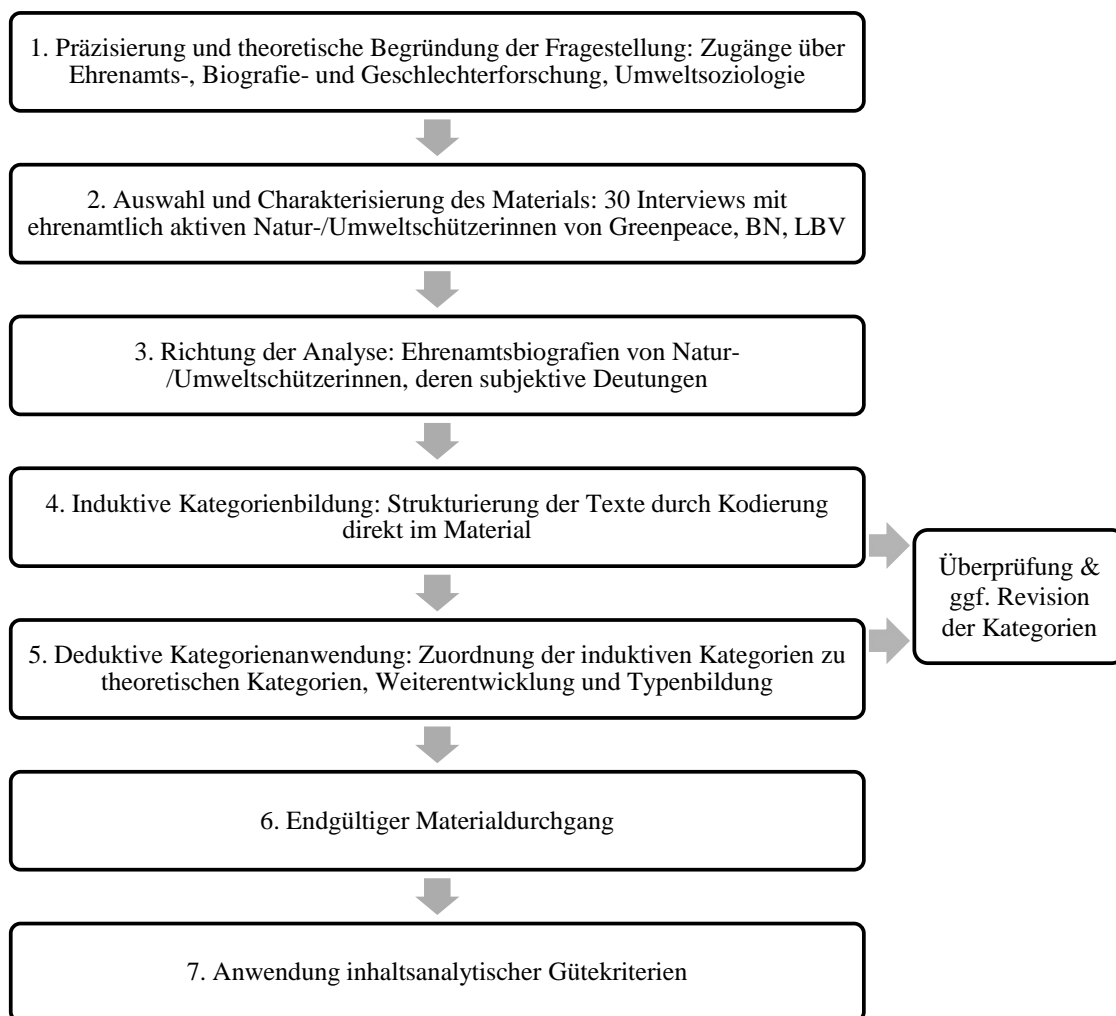 1. Präzisierung und theoretische Begründung der Fragestellung: Zugänge über
Ehrenamts-, Biografie- und Geschlechterforschung, Umweltsoziologie
2. Auswahl und Charakterisierung des Materials: 30 Interviews mit
ehrenamtlich aktiven Natur-/Umweltschützerinnen von Greenpeace, BN, LBV
3. Richtung der Analyse: Ehrenamtsbiografien von Natur-
/Umweltschützerinnen, deren subjektive Deutungen
4. Induktive Kategorienbildung: Strukturierung der Texte durch Kodierung
direkt im Material
Überprüfung &
ggf. Revision
der Kategorien
5. Deduktive Kategorienanwendung: Zuordnung der induktiven Kategorien zu
theoretischen Kategorien, Weiterentwicklung und Typenbildung
6. Endgültiger Materialdurchgang
7. Anwendung inhaltsanalytischer Gütekriterien